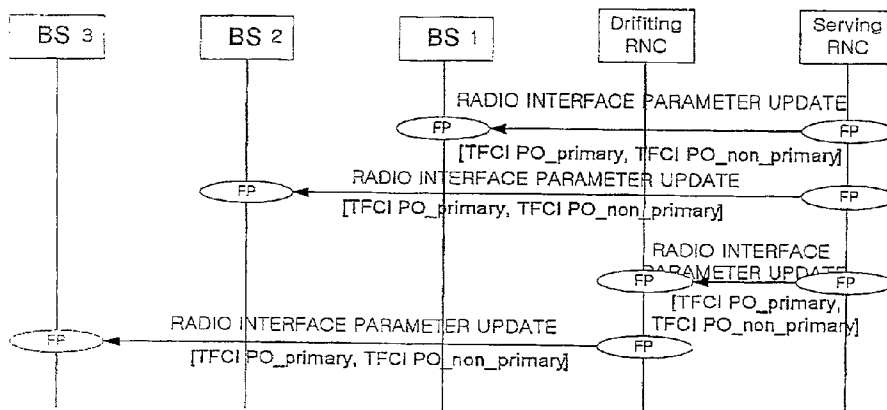 BS 3
BS 2
BS 1
Drifiting
RNC
Serving
RNC
RADIO INTERFACE PARAMETER UPDATE
FP
FP
[TFCI PO_primary, TFCI PO_non_primary]
RADIO INTERFACE PARAMETER UPDATE
FP
FP
[TFCI PO_primary, TFCI PO_non_primary]
RADIO INTERFACE
PARAMETER UPDATE
FP
FP
[TFCI PO_primary,
TFCI PO_non_primary]
RADIO INTERFACE PARAMETER UPDATE
FP
FP
[TFCI PO_primary, TFCI PO_non_primary]